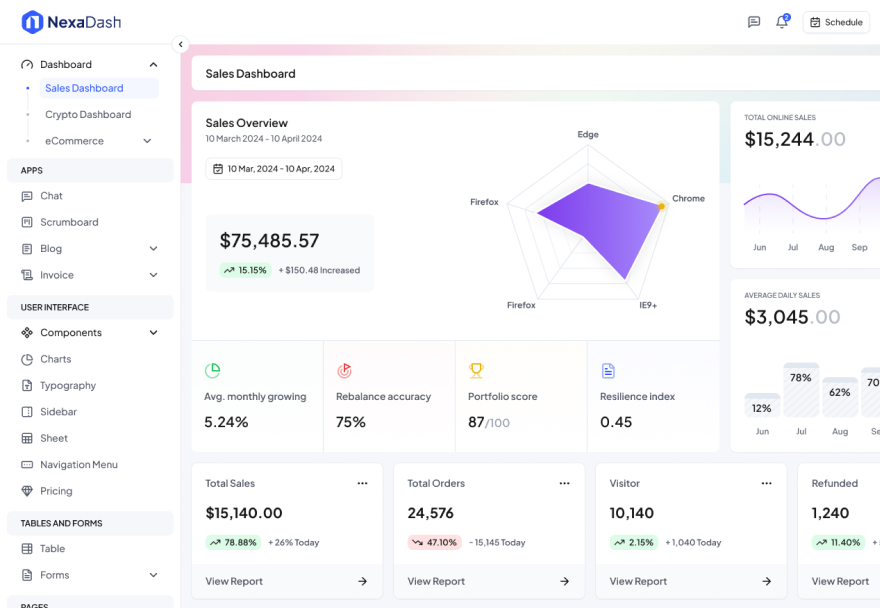 NexaDash
2
Schedule
Dashboard
Sales Dashboard
Crypto Dashboard
eCommerce
APPS
Chat
Scrumboard
Blog
Invoice
USER INTERFACE
Components
Charts
Typography
Sidebar
Sheet
Navigation Menu
Pricing
TABLES AND FORMS
Table
Forms
PAGES
Sales Dashboard
Sales Overview
10 March 2024 - 10 April 2024
10 Mar, 2024 - 10 Apr, 2024
$75,485.57
15.15% + $150.48 Increased
Edge
Chrome
IE9+
Firefox
Firefox
TOTAL ONLINE SALES
$15,244.00
Jun Jul Aug Sep
AVERAGE DAILY SALES
$3,045.00
12% 78% 62% 70
Jun Jul Aug Se
Avg. monthly growing
5.24%
Rebalance accuracy
75%
Portfolio score
87/100
Resilience index
0.45
Total Sales
$15,140.00
78.88% + 26% Today
View Report
Total Orders
24,576
47.10% - 15,145 Today
View Report
Visitor
10,140
2.15% + 1,040 Today
View Report
Refunded
1,240
11.40% +
View Report